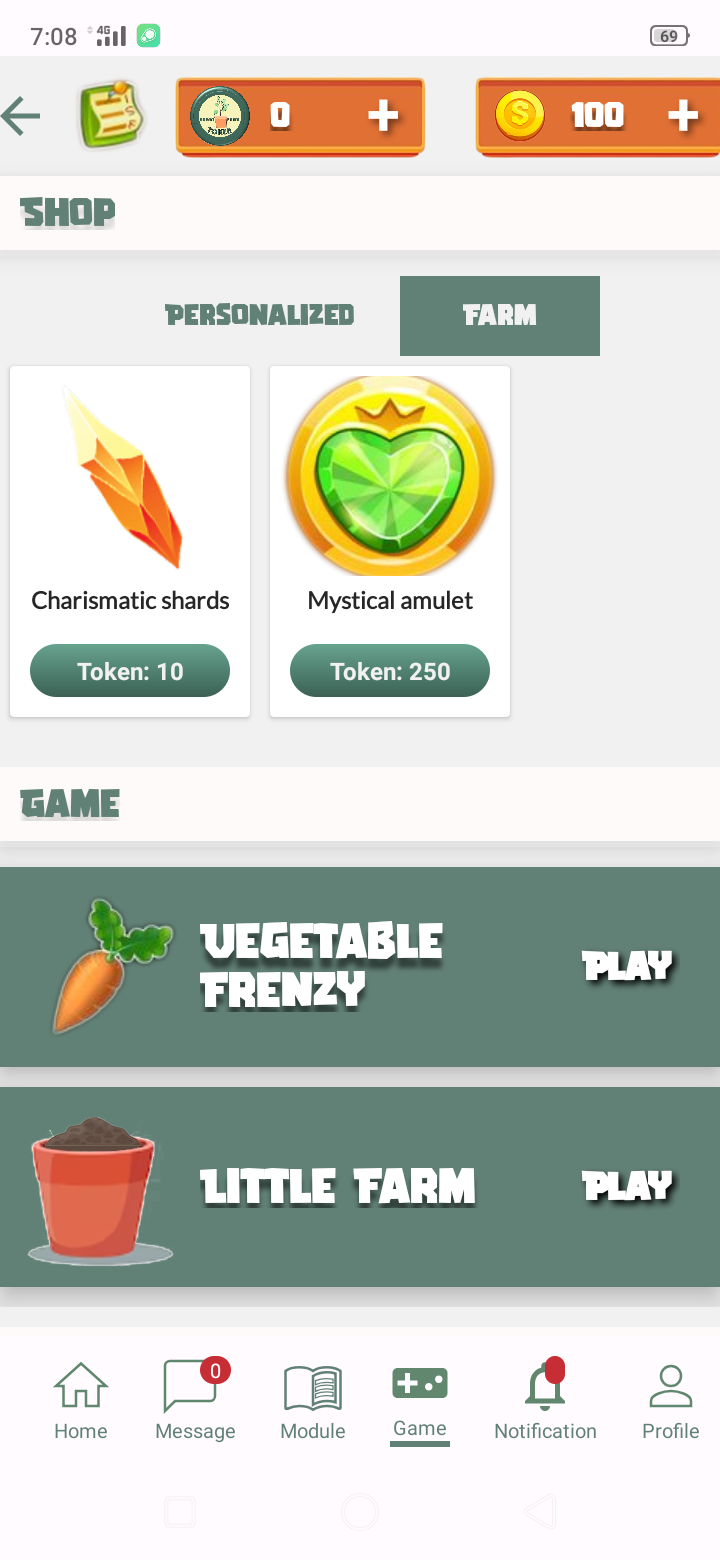 7:08 4G 69
0 + S 100 +
SHOP
PERSONALIZED FARM
Charismatic shards Mystical amulet
Token: 10 Token: 250
GAME
VEGETABLE
FRENZY
PLAY
LITTLE FARM PLAY
0
Home Message Module Game Notification Profile